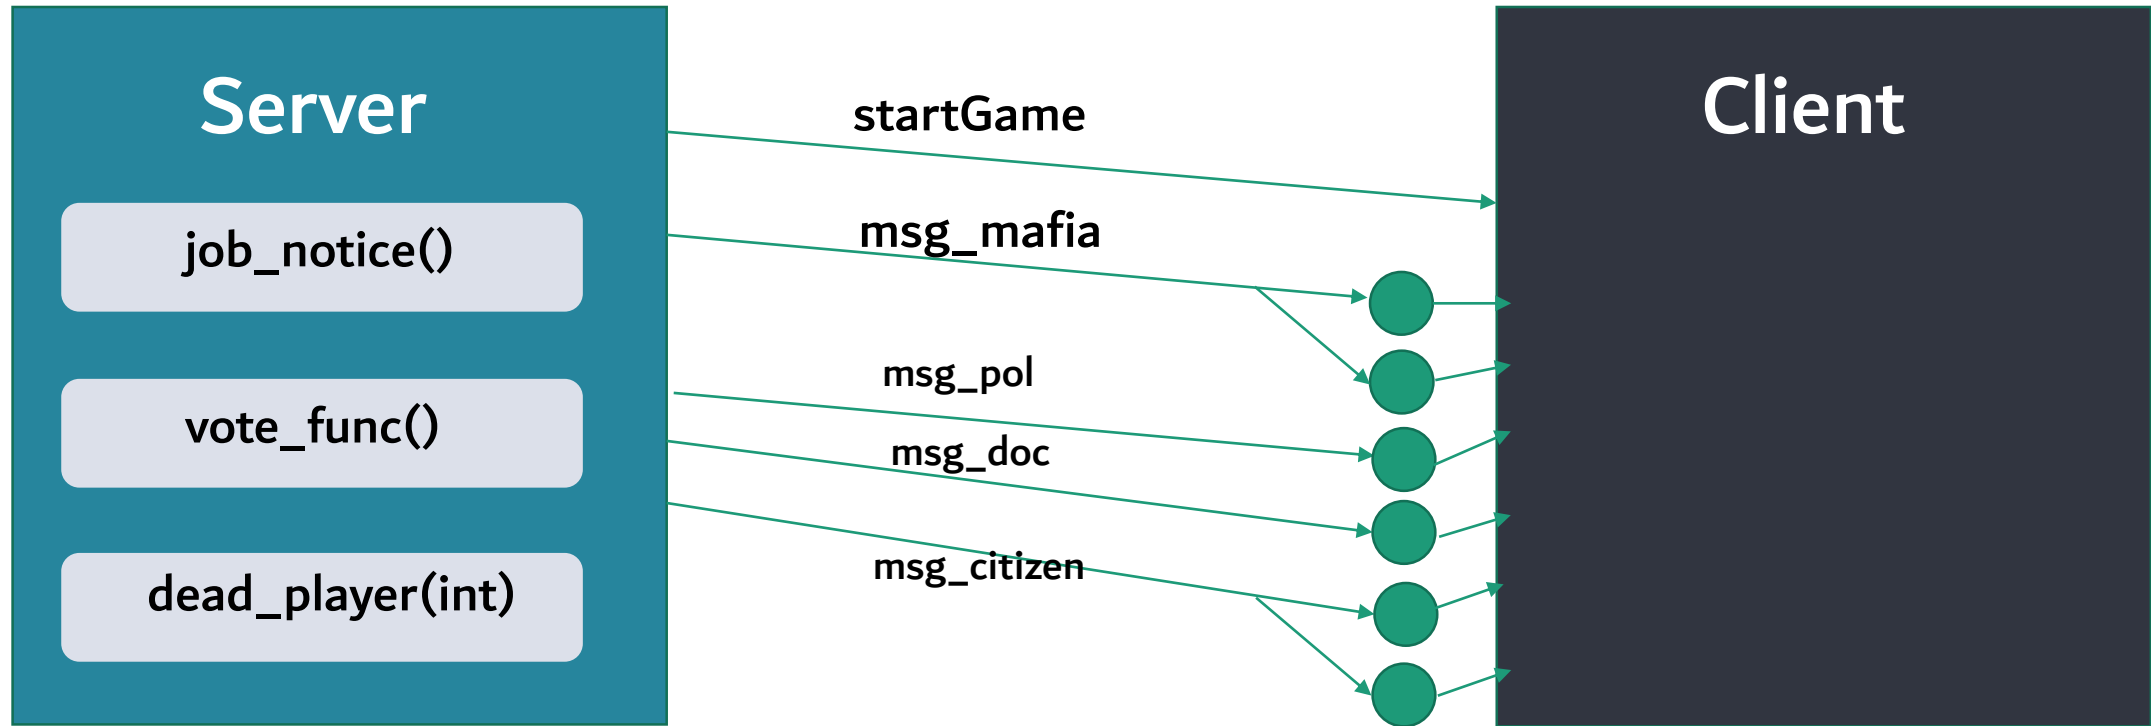 Server
job_notice()
vote_func()
dead_player(int)
startGame
msg_mafia
msg_pol
msg_doc
msg_citizen
Client